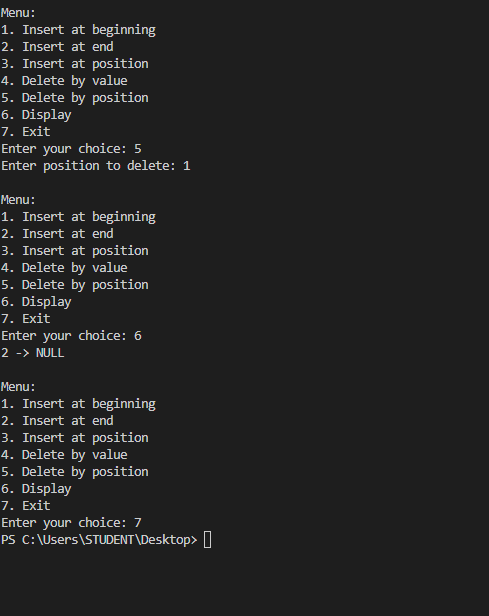 Menu:
1. Insert at beginning
2. Insert at end
3. Insert at position
4. Delete by value
5. Delete by position
6. Display
7. Exit
Enter your choice: 5
Enter position to delete: 1
Menu:
1. Insert at beginning
2. Insert at end
3. Insert at position
4. Delete by value
5. Delete by position
6. Display
7. Exit
Enter your choice: 6
2 -> NULL
Menu:
1. Insert at beginning
2. Insert at end
3. Insert at position
4. Delete by value
5. Delete by position
6. Display
7. Exit
Enter your choice: 7
PS C:\Users\STUDENT\Desktop>